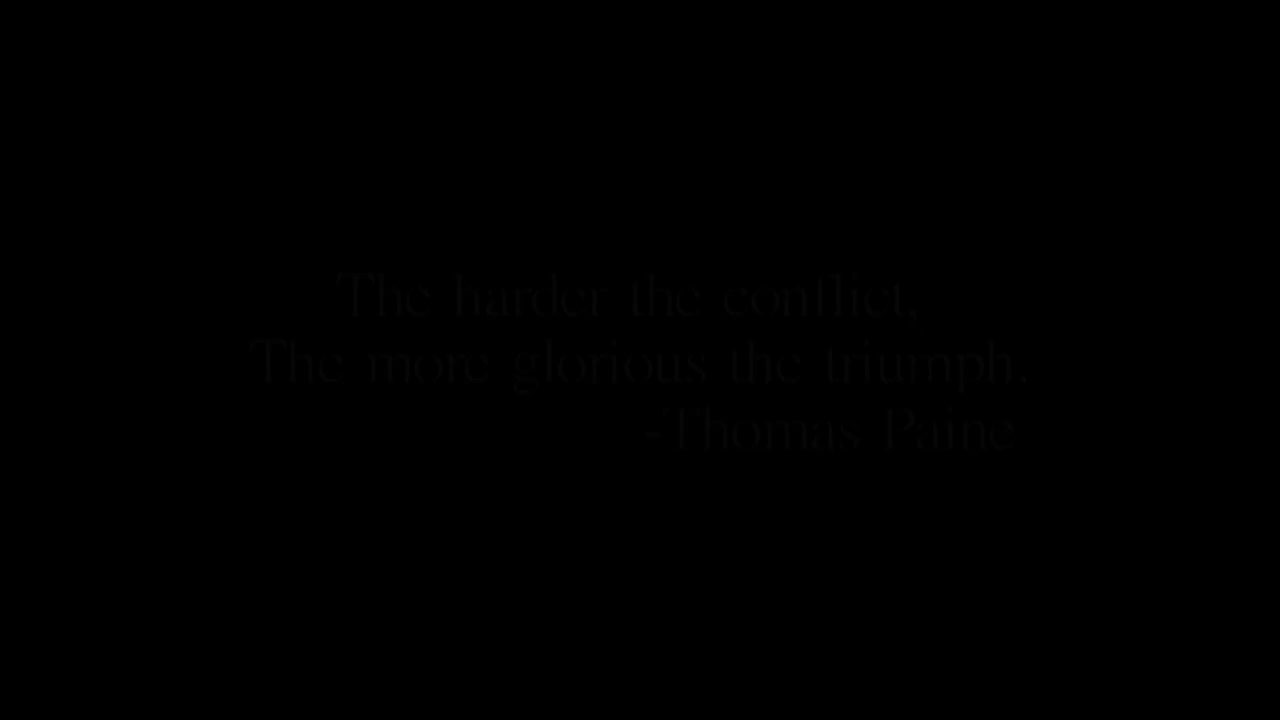 The harder the conflict,
The more glorious the triumph.
-Thomas Paine